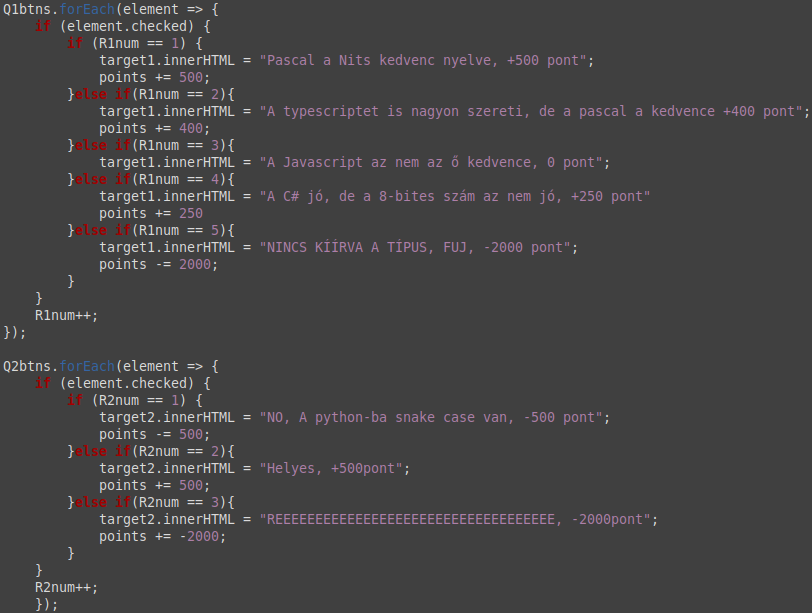 Q1btns.forEach(element => {
    if (element.checked) {
        if (R1num == 1) {
            target1.innerHTML = "Pascal a Nits kedvenc nyelve, +500 pont";
            points += 500;
        }else if(R1num == 2){
            target1.innerHTML = "A typescriptet is nagyon szereti, de a pascal a kedvence +400 pont";
            points += 400;
        }else if(R1num == 3){
            target1.innerHTML = "A Javascript az nem az ő kedvence, 0 pont";
        }else if(R1num == 4){
            target1.innerHTML = "A C# jó, de a 8-bites szám az nem jó, +250 pont"
            points += 250
        }else if(R1num == 5){
            target1.innerHTML = "NINCS KÍÍRVA A TÍPUS, FUJ, -2000 pont";
            points -= 2000;
        }
    }
    R1num++;
});

Q2btns.forEach(element => {
    if (element.checked) {
        if (R2num == 1) {
            target2.innerHTML = "NO, A python-ba snake case van, -500 pont";
            points -= 500;
        }else if(R2num == 2){
            target2.innerHTML = "Helyes, +500pont";
            points += 500;
        }else if(R2num == 3){
            target2.innerHTML = "REEEEEEEEEEEEEEEEEEEEEEEEEEEEEEEEEEE, -2000pont";
            points += -2000;
        }
    }
    R2num++;
    });